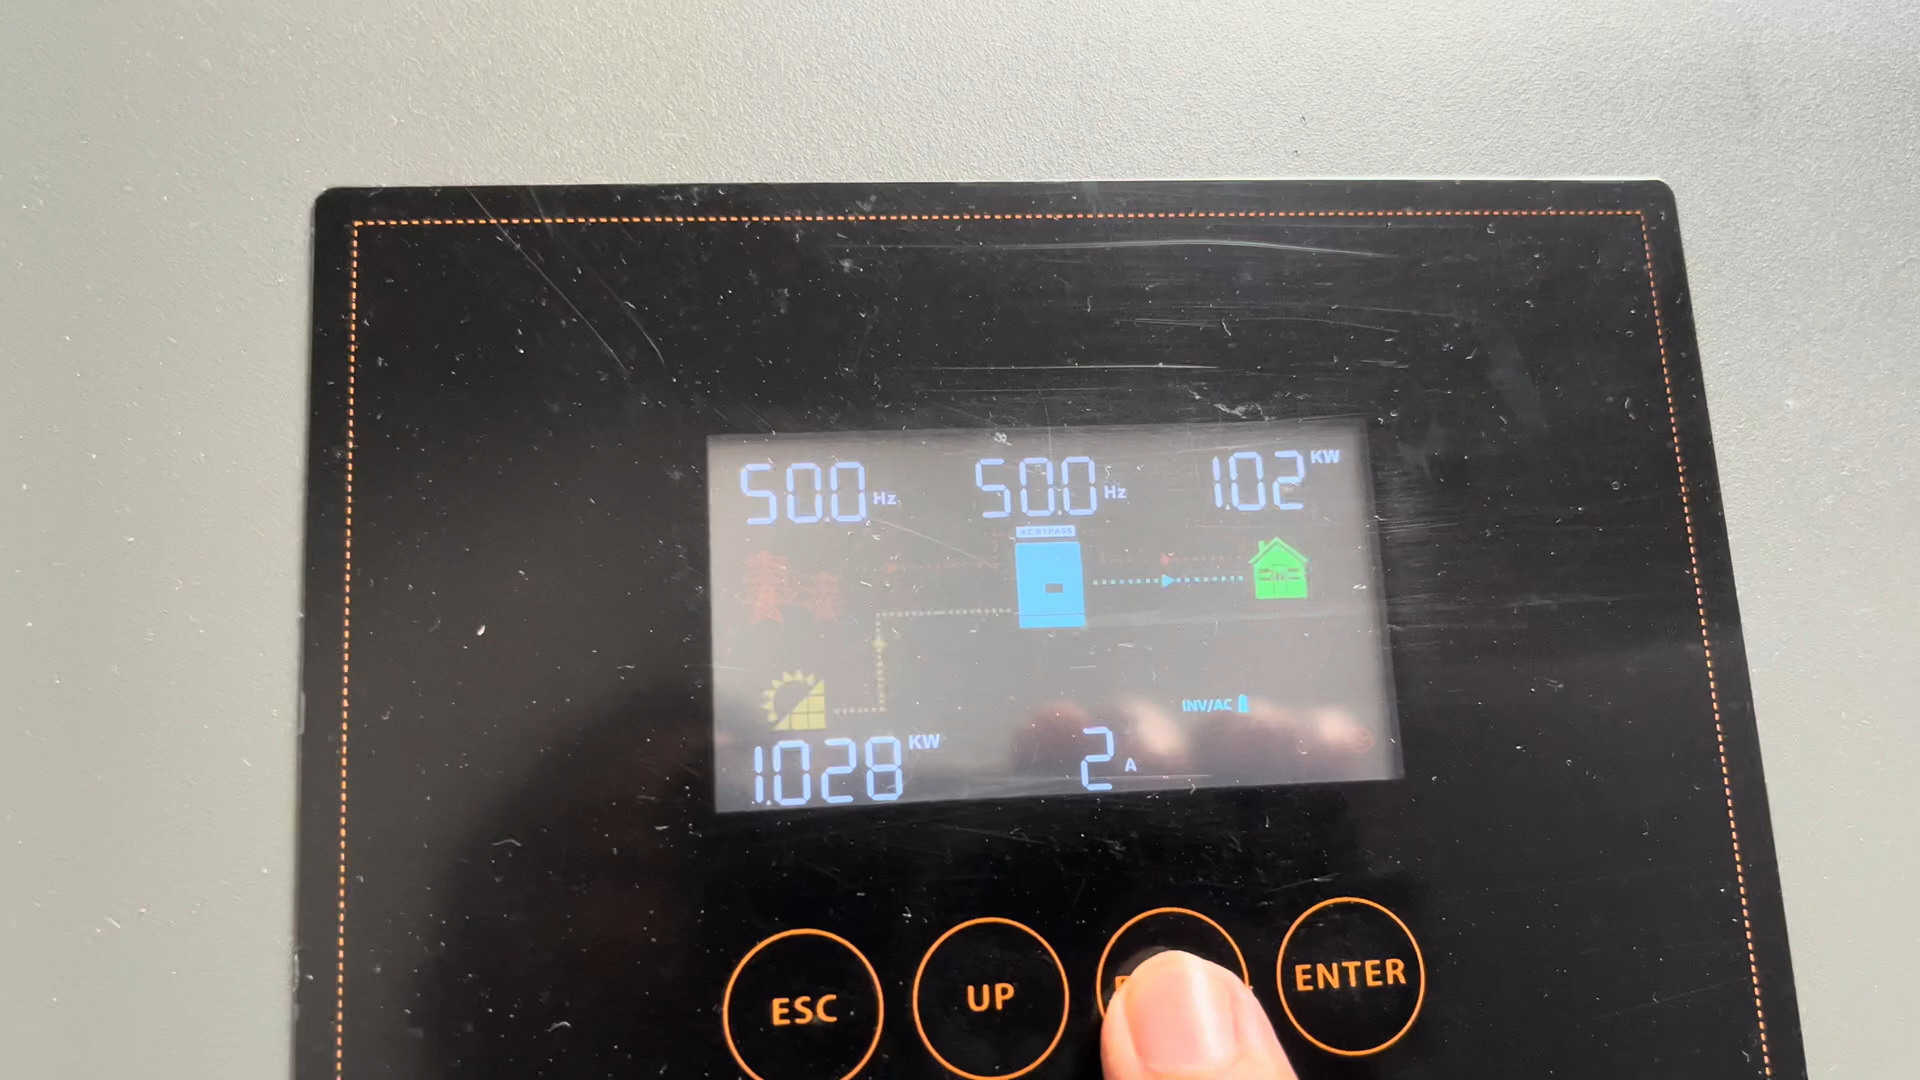 50.0 Hz 50.0 Hz 1.02 KW
AC BYPASS
INV/AC
1.028 KW 2 A
ESC UP ENTER